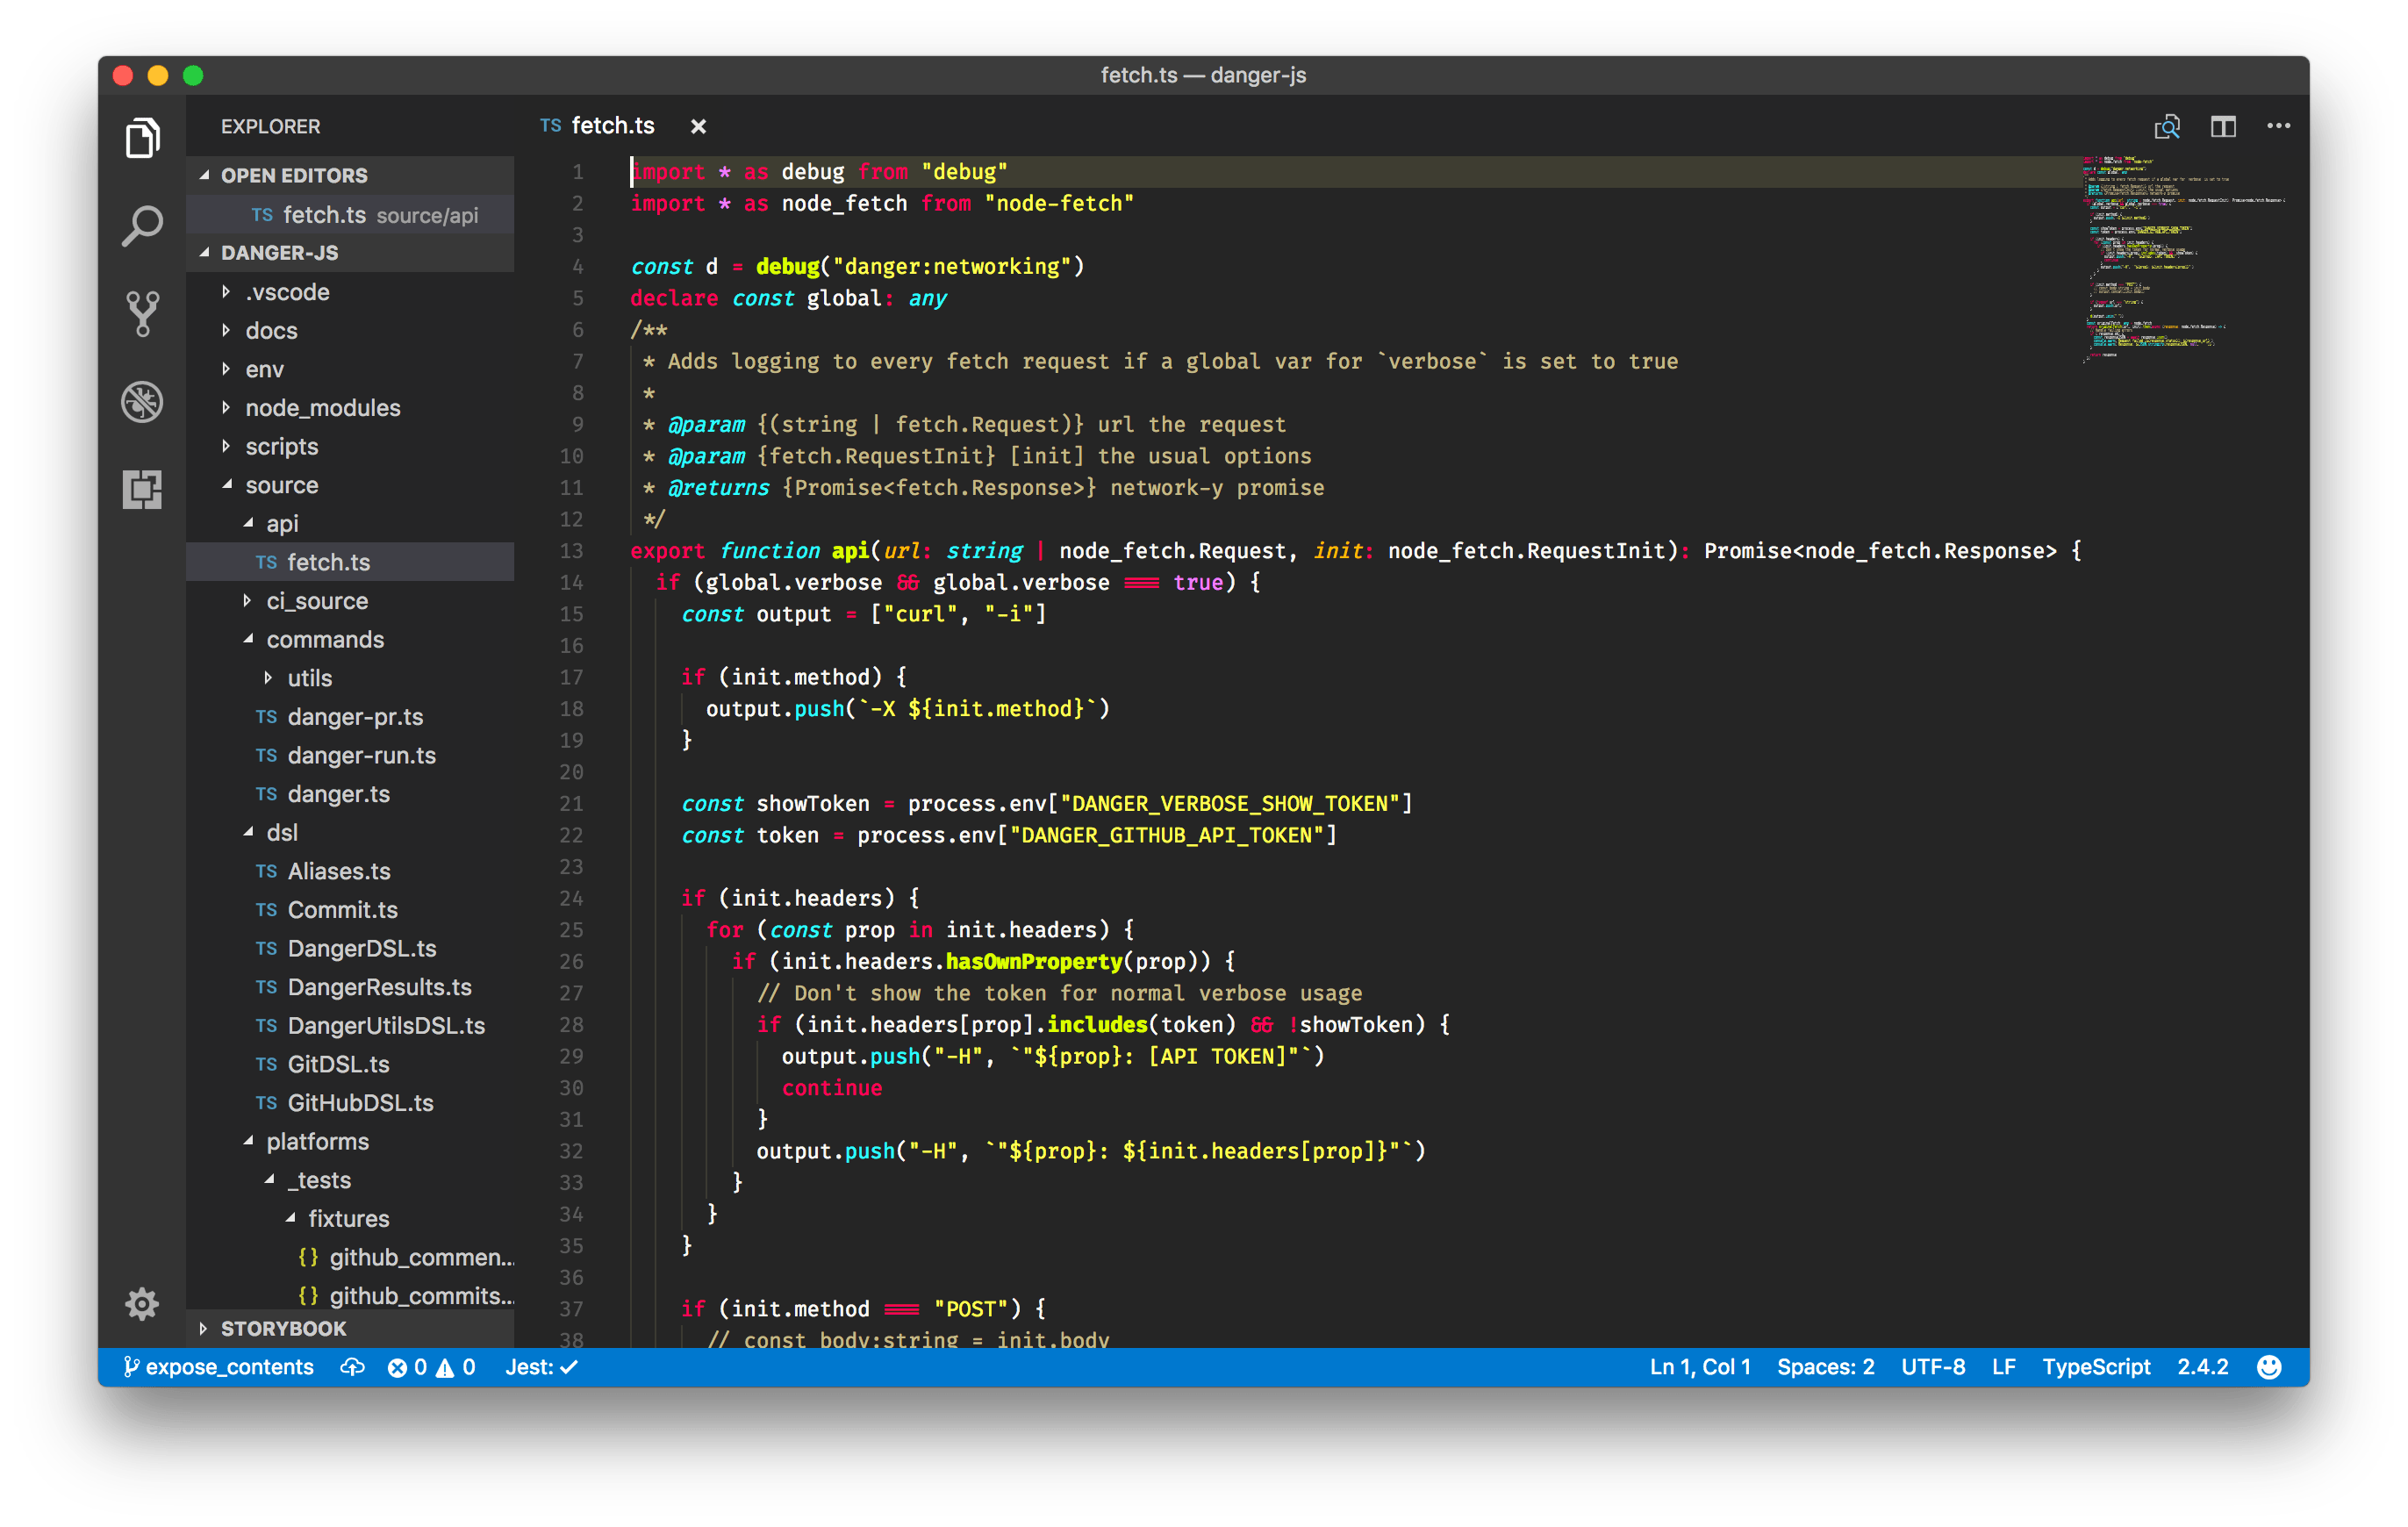 fetch.ts — danger-js
EXPLORER
OPEN EDITORS
TS fetch.ts source/api
DANGER-JS
.vscode
docs
env
node_modules
scripts
source
api
TS fetch.ts
ci_source
commands
utils
TS danger-pr.ts
TS danger-run.ts
TS danger.ts
dsl
TS Aliases.ts
TS Commit.ts
TS DangerDSL.ts
TS DangerResults.ts
TS DangerUtilsDSL.ts
TS GitDSL.ts
TS GitHubDSL.ts
platforms
_tests
fixtures
{} github_commen...
{} github_commits...
STORYBOOK
TS fetch.ts ×
1 import * as debug from "debug"
2 import * as node_fetch from "node-fetch"
3
4 const d = debug("danger:networking")
5 declare const global: any
6 /**
7  * Adds logging to every fetch request if a global var for `verbose` is set to true
8  *
9  * @param {(string | fetch.Request)} url the request
10  * @param {fetch.RequestInit} [init] the usual options
11  * @returns {Promise<fetch.Response>} network-y promise
12  */
13 export function api(url: string | node_fetch.Request, init: node_fetch.RequestInit): Promise<node_fetch.Response> {
14   if (global.verbose && global.verbose === true) {
15     const output = ["curl", "-i"]
16
17     if (init.method) {
18       output.push(`-X ${init.method}`)
19     }
20
21     const showToken = process.env["DANGER_VERBOSE_SHOW_TOKEN"]
22     const token = process.env["DANGER_GITHUB_API_TOKEN"]
23
24     if (init.headers) {
25       for (const prop in init.headers) {
26         if (init.headers.hasOwnProperty(prop)) {
27           // Don't show the token for normal verbose usage
28           if (init.headers[prop].includes(token) && !showToken) {
29             output.push("-H", `"${prop}: [API TOKEN]"`)
30             continue
31           }
32           output.push("-H", `"${prop}: ${init.headers[prop]}"`)
33         }
34       }
35     }
36
37     if (init.method === "POST") {
38       // const body:string = init.body
expose_contents 0 0 Jest: ✓ Ln 1, Col 1 Spaces: 2 UTF-8 LF TypeScript 2.4.2